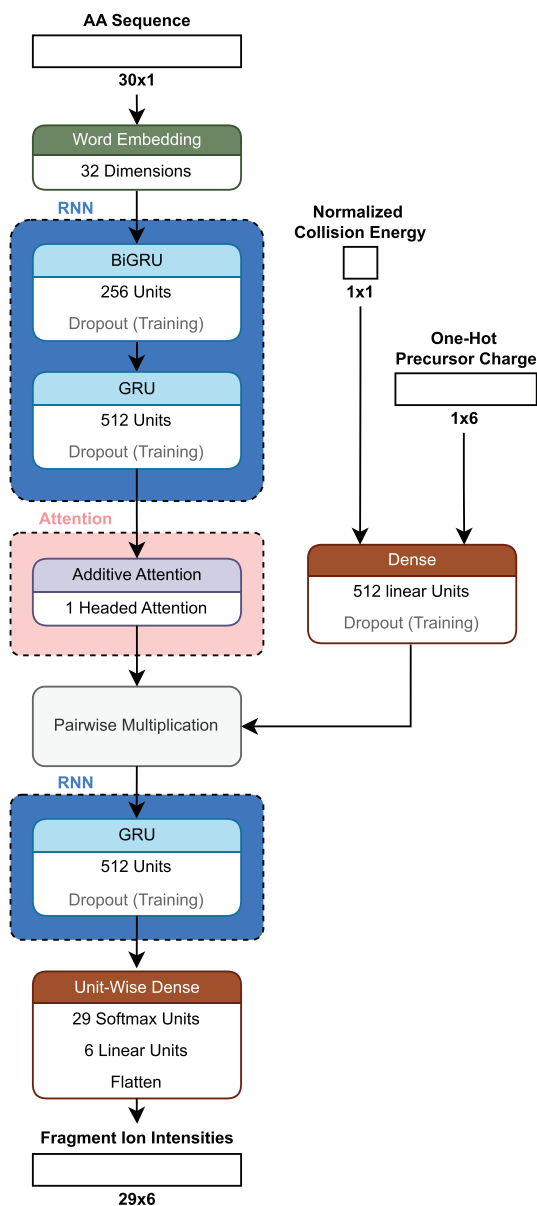 AA Sequence
30x1
Word Embedding
32 Dimensions
RNN
BiGRU
256 Units
Dropout (Training)
GRU
512 Units
Dropout (Training)
Normalized
Collision Energy
1x1
One-Hot
Precursor Charge
1x6
Attention
Additive Attention
1 Headed Attention
Dense
512 linear Units
Dropout (Training)
Pairwise Multiplication
RNN
GRU
512 Units
Dropout (Training)
Unit-Wise Dense
29 Softmax Units
6 Linear Units
Flatten
Fragment Ion Intensities
29x6